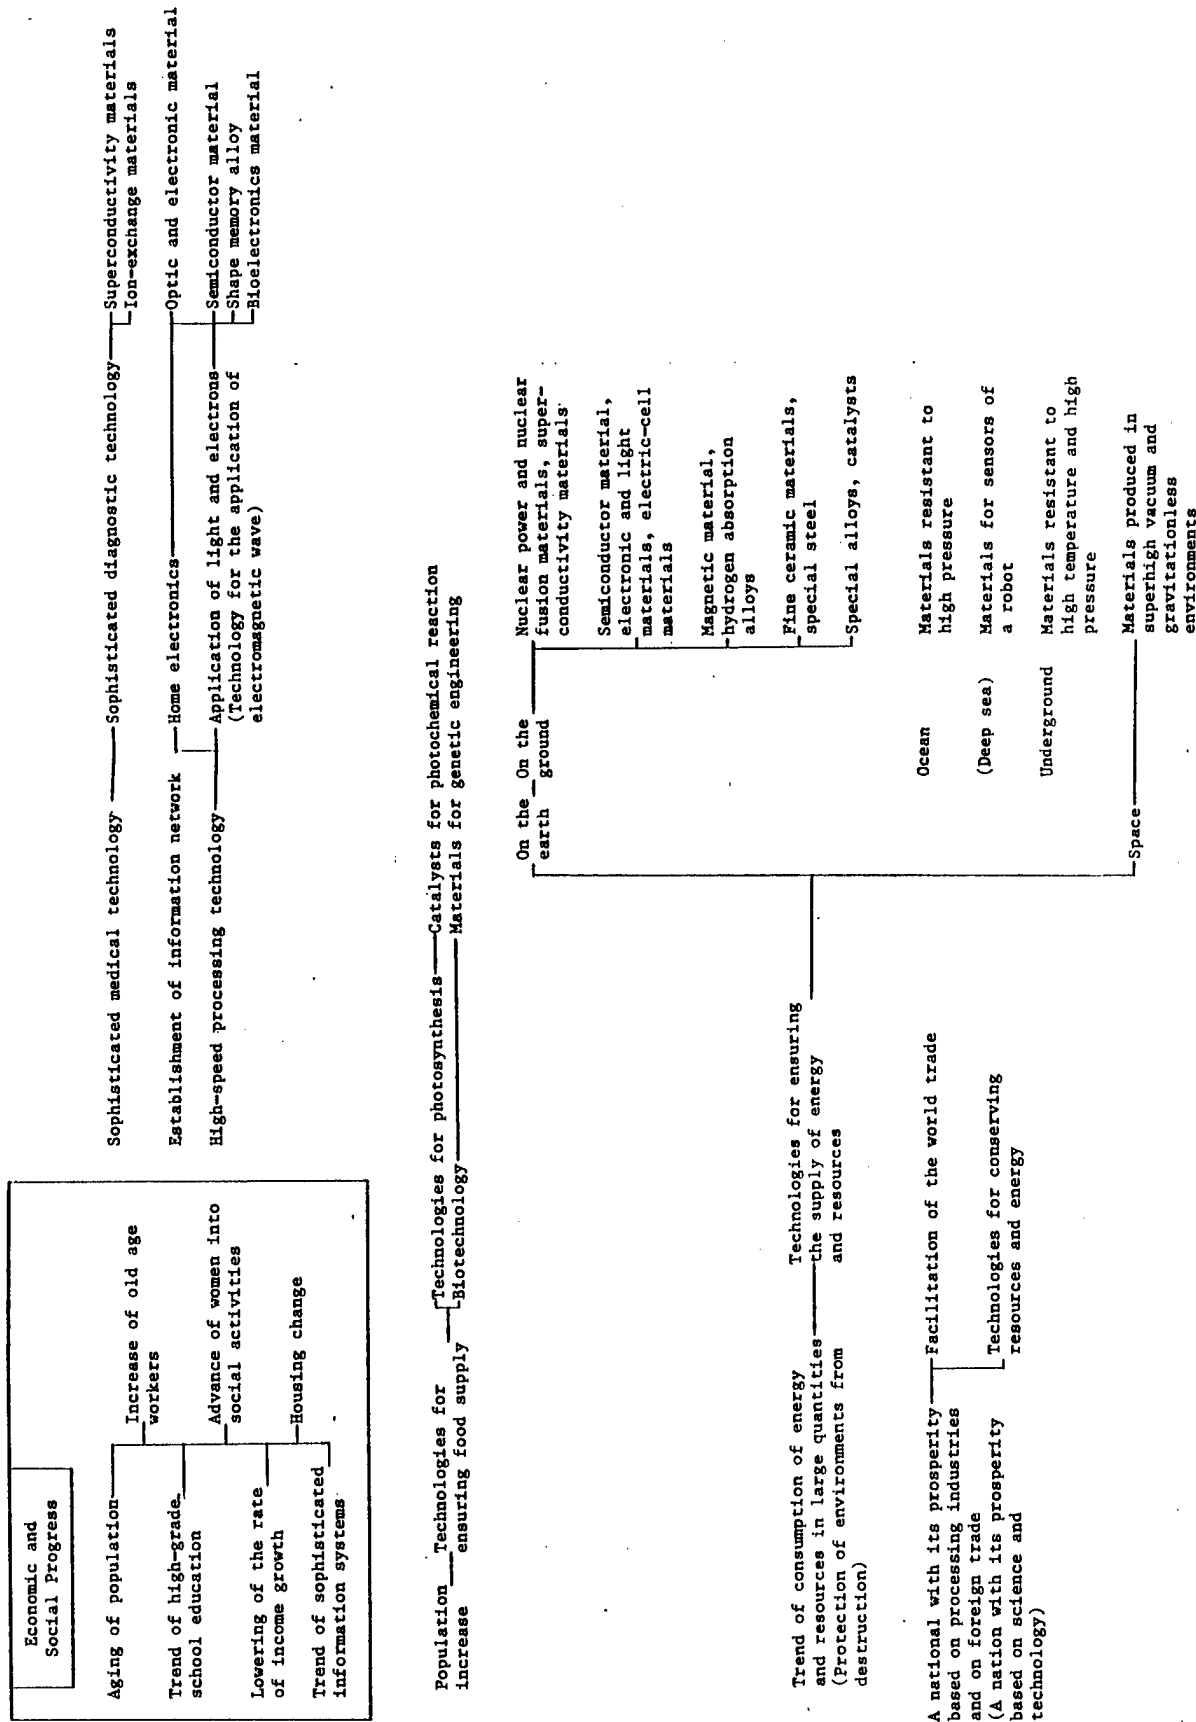 Economic and
Social Progress
Aging of population
Trend of high-grade
school education
Lowering of the rate
of income growth
Trend of sophisticated
information systems
Increase of old age
workers
Advance of women into
social activities
Housing change
Sophisticated medical technology
Establishment of information network
High-speed processing technology
Sophisticated diagnostic technology
Home electronics
Application of light and electrons
(Technology for the application of
electromagnetic wave)
Superconductivity materials
Ion-exchange materials
Optic and electronic material
Semiconductor material
Shape memory alloy
Bioelectronics material
Population
increase
Technologies for
ensuring food supply
Technologies for photosynthesis
Biotechnology
Catalysts for photochemical reaction
Materials for genetic engineering
Trend of consumption of energy
and resources in large quantities
(Protection of environments from
destruction)
Technologies for ensuring
the supply of energy
and resources
On the
earth
On the
ground
Nuclear power and nuclear
fusion materials, super-
conductivity materials
Semiconductor material,
electronic and light
materials, electric-cell
materials
Magnetic material,
hydrogen absorption
alloys
Fine ceramic materials,
special steel
Special alloys, catalysts
Ocean
Materials resistant to
high pressure
(Deep sea)
Materials for sensors of
a robot
Underground
Materials resistant to
high temperature and high
pressure
Space
Materials produced in
superhigh vacuum and
gravitationless
environments
A national with its prosperity
based on processing industries
and on foreign trade
(A nation with its prosperity
based on science and
technology)
Facilitation of the world trade
Technologies for conserving
resources and energy